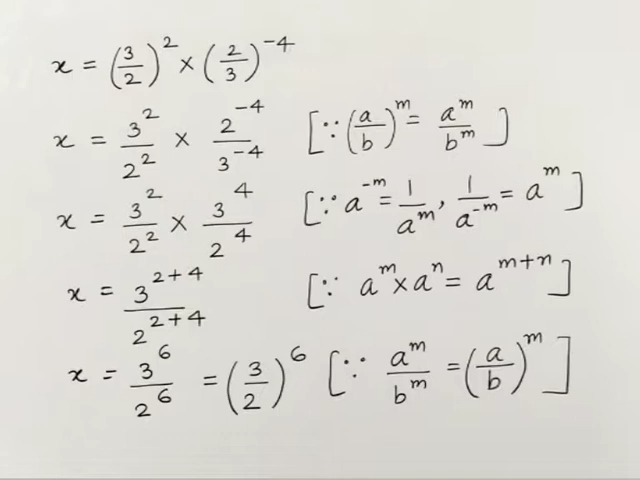 x = (3/2)^2 × (2/3)^-4
x = 3^2/2^2 × 2^-4/3^-4 [∵ (a/b)^m = a^m/b^m]
x = 3^2/2^2 × 3^4/2^4 [∵ a^-m = 1/a^m, 1/a^-m = a^m]
x = 3^2+4/2^2+4 [∵ a^m × a^n = a^m+n]
x = 3^6/2^6 = (3/2)^6 [∵ a^m/b^m = (a/b)^m]